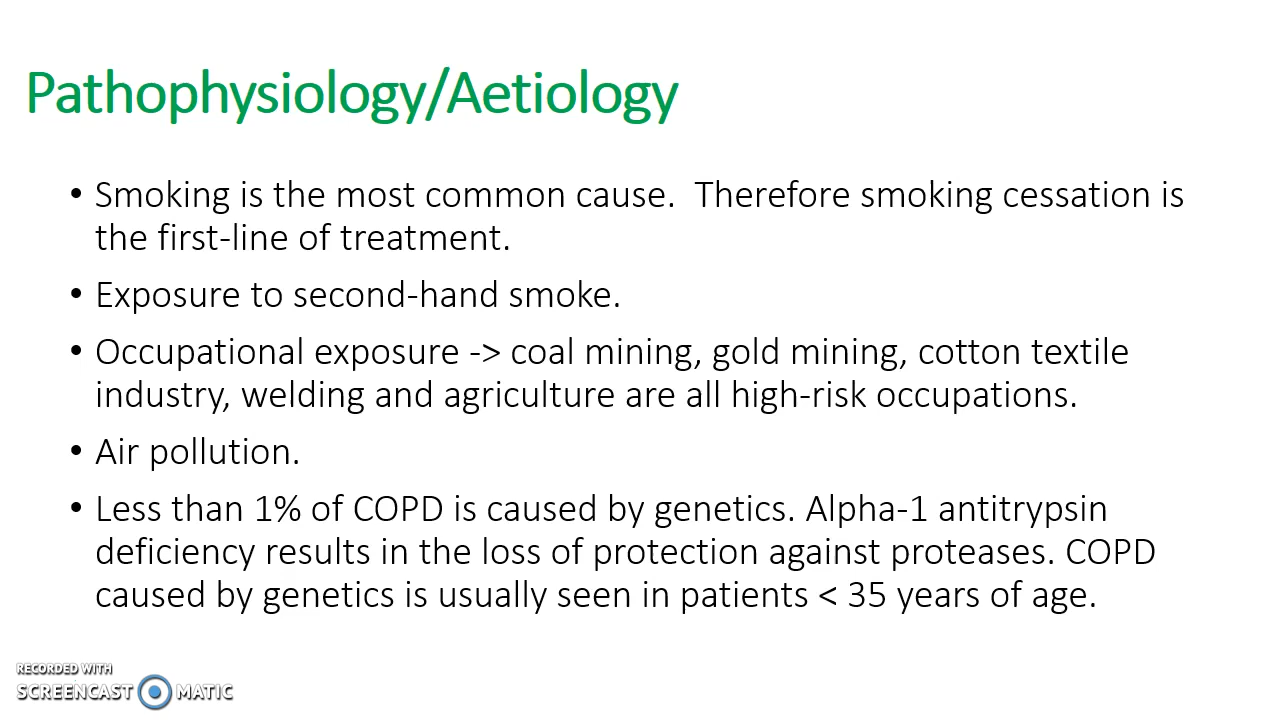 Pathophysiology/Aetiology
• Smoking is the most common cause.  Therefore smoking cessation is
the first-line of treatment.
• Exposure to second-hand smoke.
• Occupational exposure -> coal mining, gold mining, cotton textile
industry, welding and agriculture are all high-risk occupations.
• Air pollution.
• Less than 1% of COPD is caused by genetics. Alpha-1 antitrypsin
deficiency results in the loss of protection against proteases. COPD
caused by genetics is usually seen in patients < 35 years of age.
RECORDED WITH
SCREENCAST MATIC